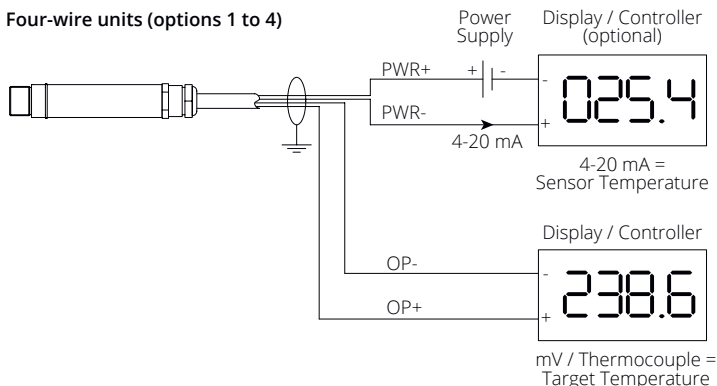 Four-wire units (options 1 to 4)
Power
Supply
Display / Controller
(optional)
PWR+
+
-
-
025.4
PWR-
+
4-20 mA
4-20 mA =
Sensor Temperature
Display / Controller
OP-
-
238.6
OP+
+
mV / Thermocouple =
Target Temperature